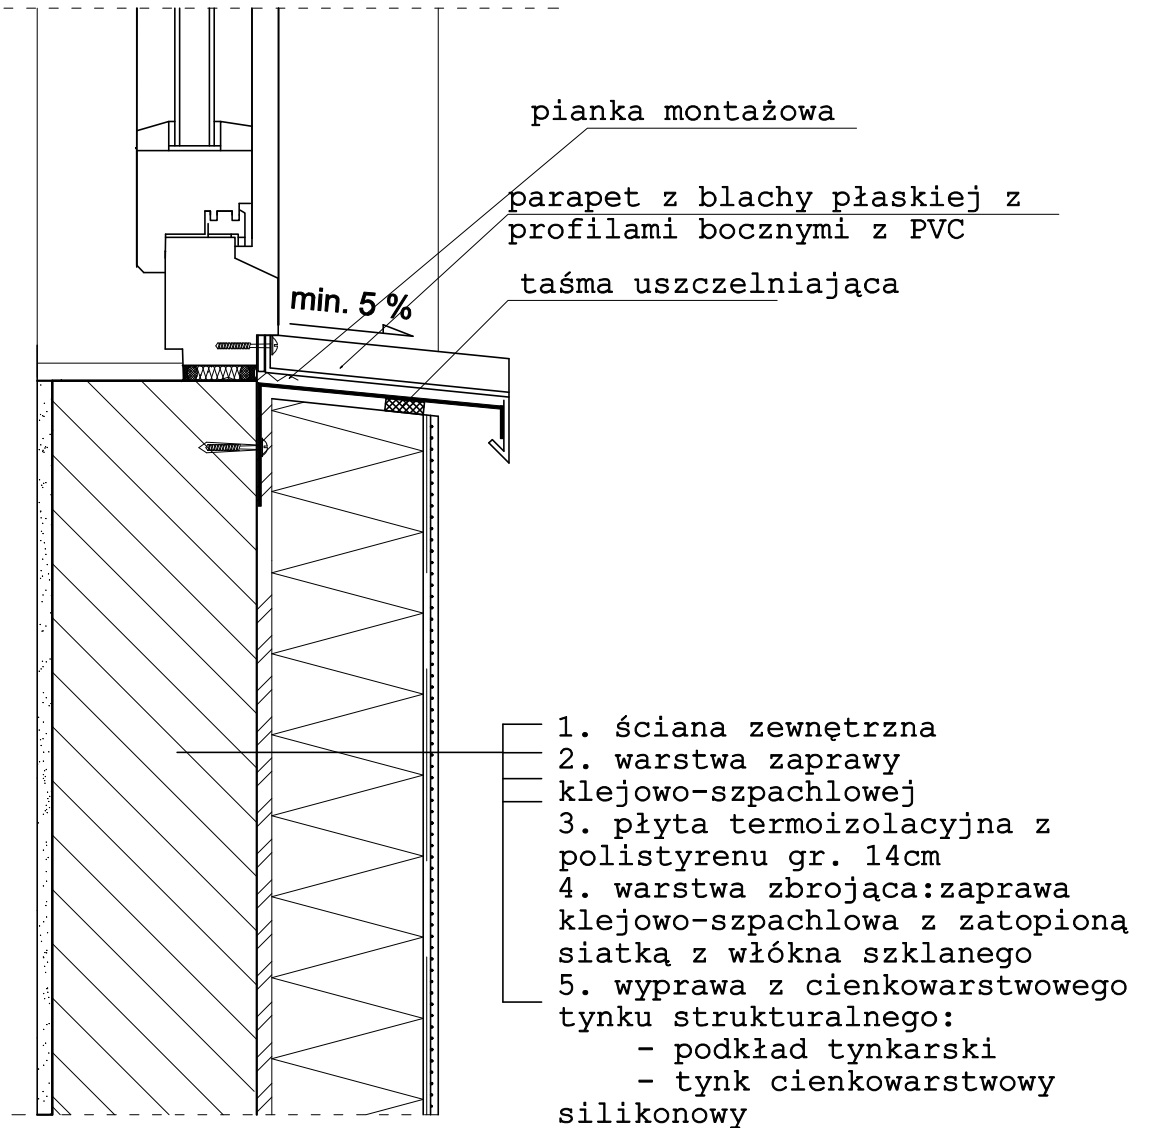 pianka montażowa
parapet z blachy płaskiej z
profilami bocznymi z PVC
taśma uszczelniająca
min. 5 %
1. ściana zewnętrzna
2. warstwa zaprawy
klejowo-szpachlowej
3. płyta termoizolacyjna z
polistyrenu gr. 14cm
4. warstwa zbrojąca:zaprawa
klejowo-szpachlowa z zatopioną
siatką z włókna szklanego
5. wyprawa z cienkowarstwowego
tynku strukturalnego:
- podkład tynkarski
- tynk cienkowarstwowy
silikonowy